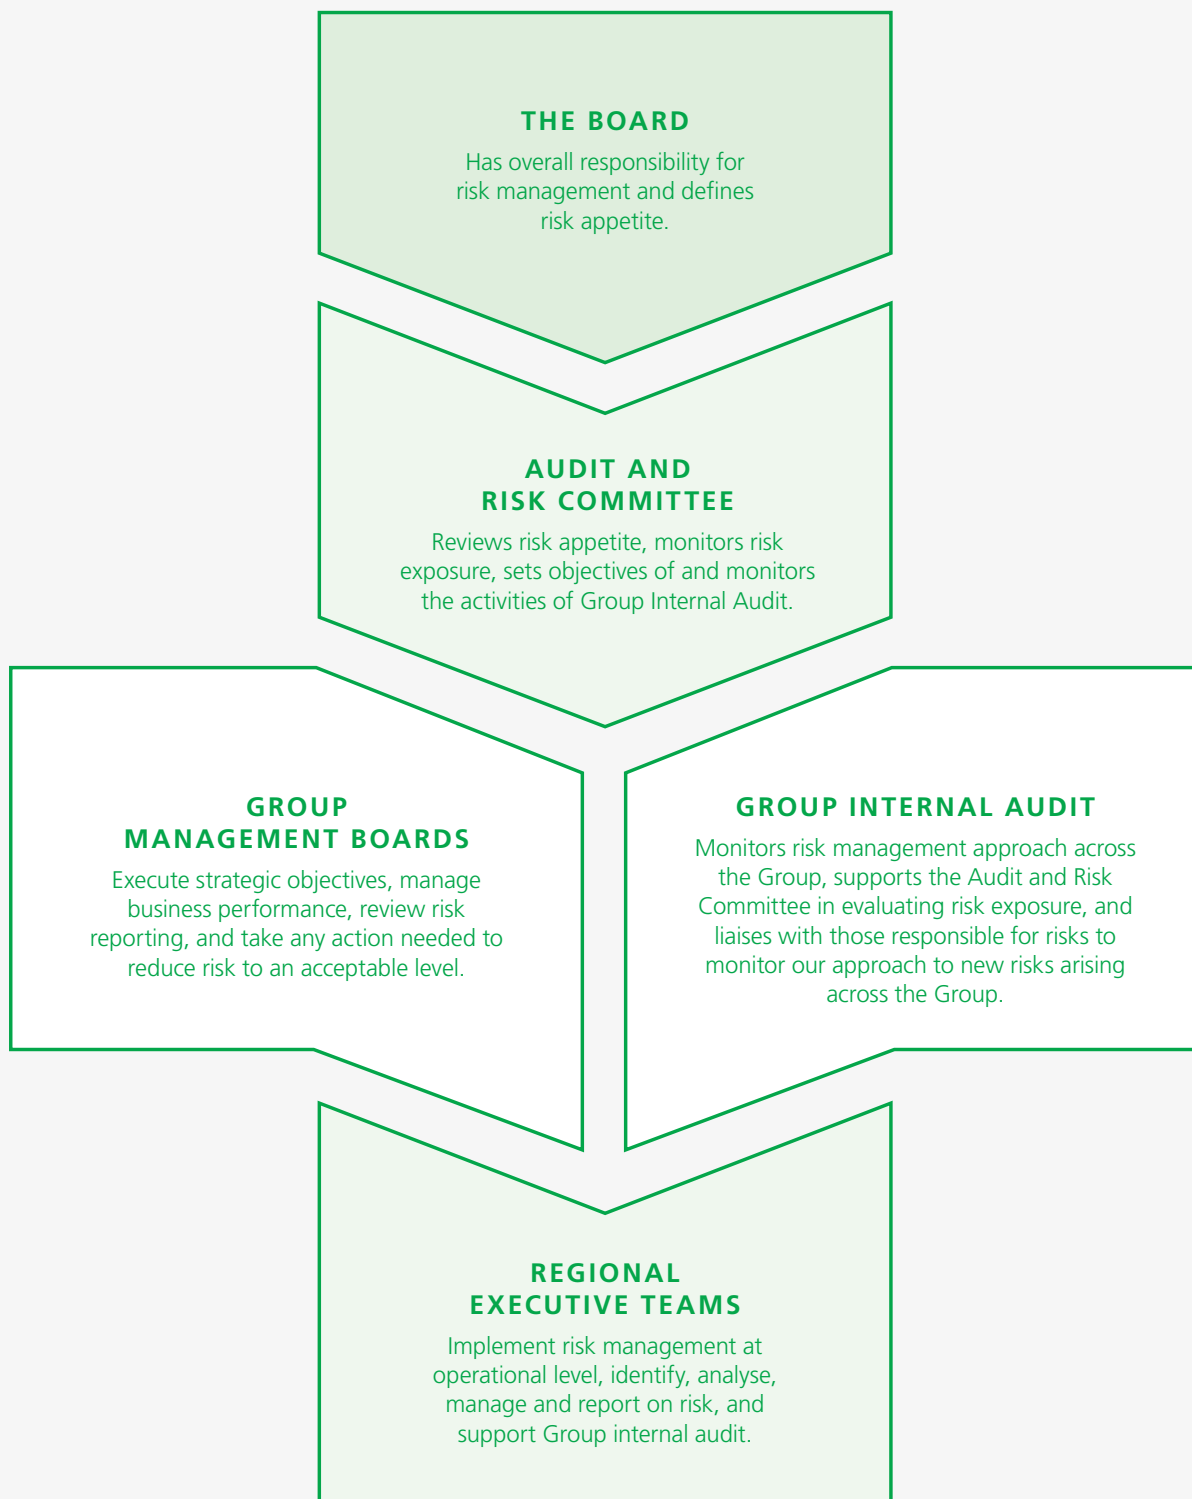 THE BOARD
Has overall responsibility for
risk management and defines
risk appetite.
AUDIT AND
RISK COMMITTEE
Reviews risk appetite, monitors risk
exposure, sets objectives of and monitors
the activities of Group Internal Audit.
GROUP
MANAGEMENT BOARDS
Execute strategic objectives, manage
business performance, review risk
reporting, and take any action needed to
reduce risk to an acceptable level.
GROUP INTERNAL AUDIT
Monitors risk management approach across
the Group, supports the Audit and Risk
Committee in evaluating risk exposure, and
liaises with those responsible for risks to
monitor our approach to new risks arising
across the Group.
REGIONAL
EXECUTIVE TEAMS
Implement risk management at
operational level, identify, analyse,
manage and report on risk, and
support Group internal audit.